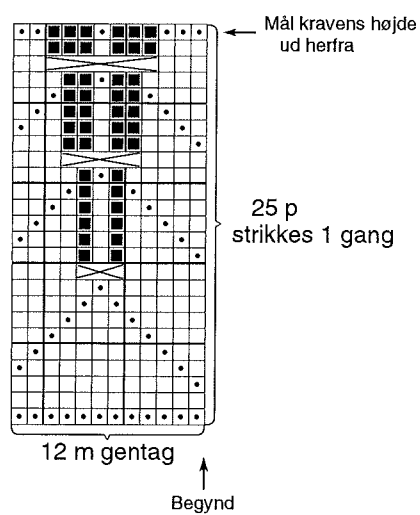 Mål kravens højde
ud herfra
25 p
strikkes 1 gang
12 m gentag
Begynd